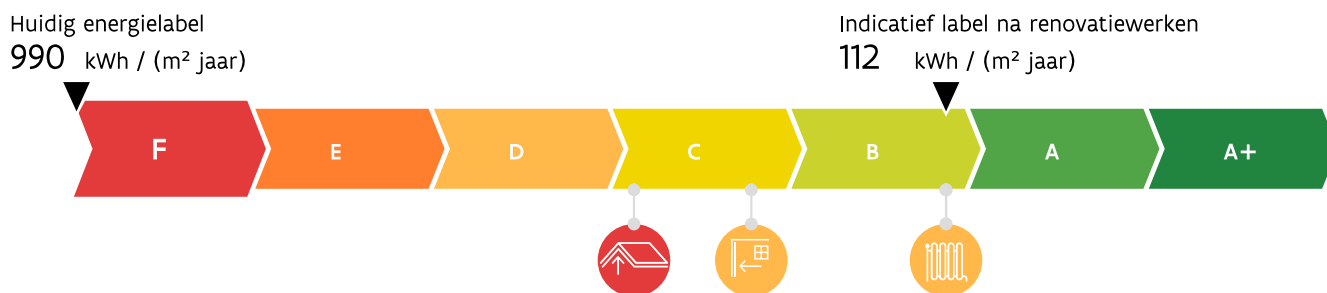 Huidig energielabel
990 kWh / (m² jaar)
Indicatief label na renovatiewerken
112 kWh / (m² jaar)
F E D C B A A+